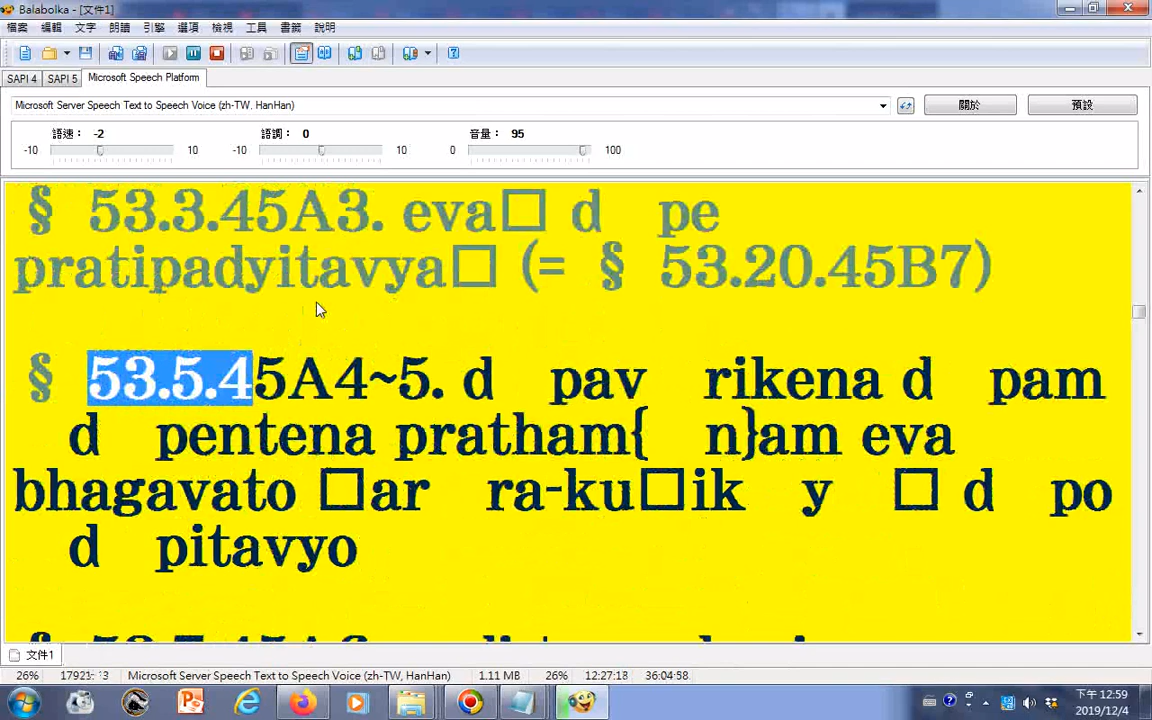 Balabolka - [文件1]
檔案 編輯 文字 朗讀 引擎 選項 檢視 工具 書籤 說明
SAPI 4 SAPI 5 Microsoft Speech Platform
Microsoft Server Speech Text to Speech Voice (zh-TW, HanHan) 關於 預設
語速： -2 語調： 0 音量： 95
-10 10 -10 10 0 100
§ 53.3.45A3. eva□ d pe
pratipadyitavya□ (= § 53.20.45B7)
§ 53.5.45A4~5. d pav rikena d pam
d pentena pratham{ n}am eva
bhagavato □ar ra-ku□ik y □ d po
d pitavyo
文件1
26% Microsoft Server Speech Text to Speech Voice (zh-TW, HanHan) 1.11 MB 26% 12:27:18 36:04:58
下午 12:59
2019/12/4